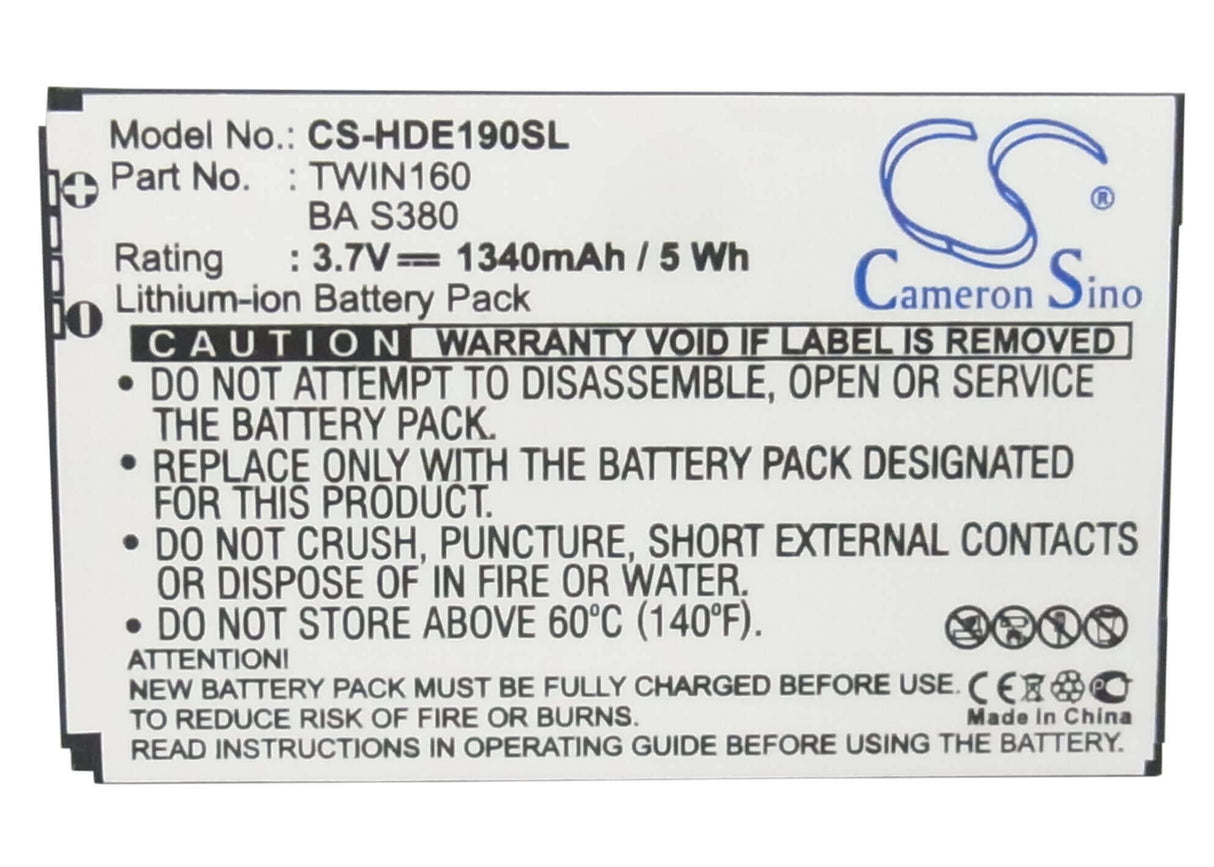 Model No.: CS-HDE190SL
Part No. : TWIN160
BA S380
Rating : 3.7V 1340mAh / 5 Wh
Lithium-ion Battery Pack
CS ®
Cameron Sino
CAUTION WARRANTY VOID IF LABEL IS REMOVED
• DO NOT ATTEMPT TO DISASSEMBLE, OPEN OR SERVICE
THE BATTERY PACK.
• REPLACE ONLY WITH THE BATTERY PACK DESIGNATED
FOR THIS PRODUCT.
• DO NOT CRUSH, PUNCTURE, SHORT EXTERNAL CONTACTS
OR DISPOSE OF IN FIRE OR WATER.
• DO NOT STORE ABOVE 60ºC (140ºF).
ATTENTION!
NEW BATTERY PACK MUST BE FULLY CHARGED BEFORE USE. CE
TO REDUCE RISK OF FIRE OR BURNS.
Made in China
READ INSTRUCTIONS IN OPERATING GUIDE BEFORE USING THE BATTERY.